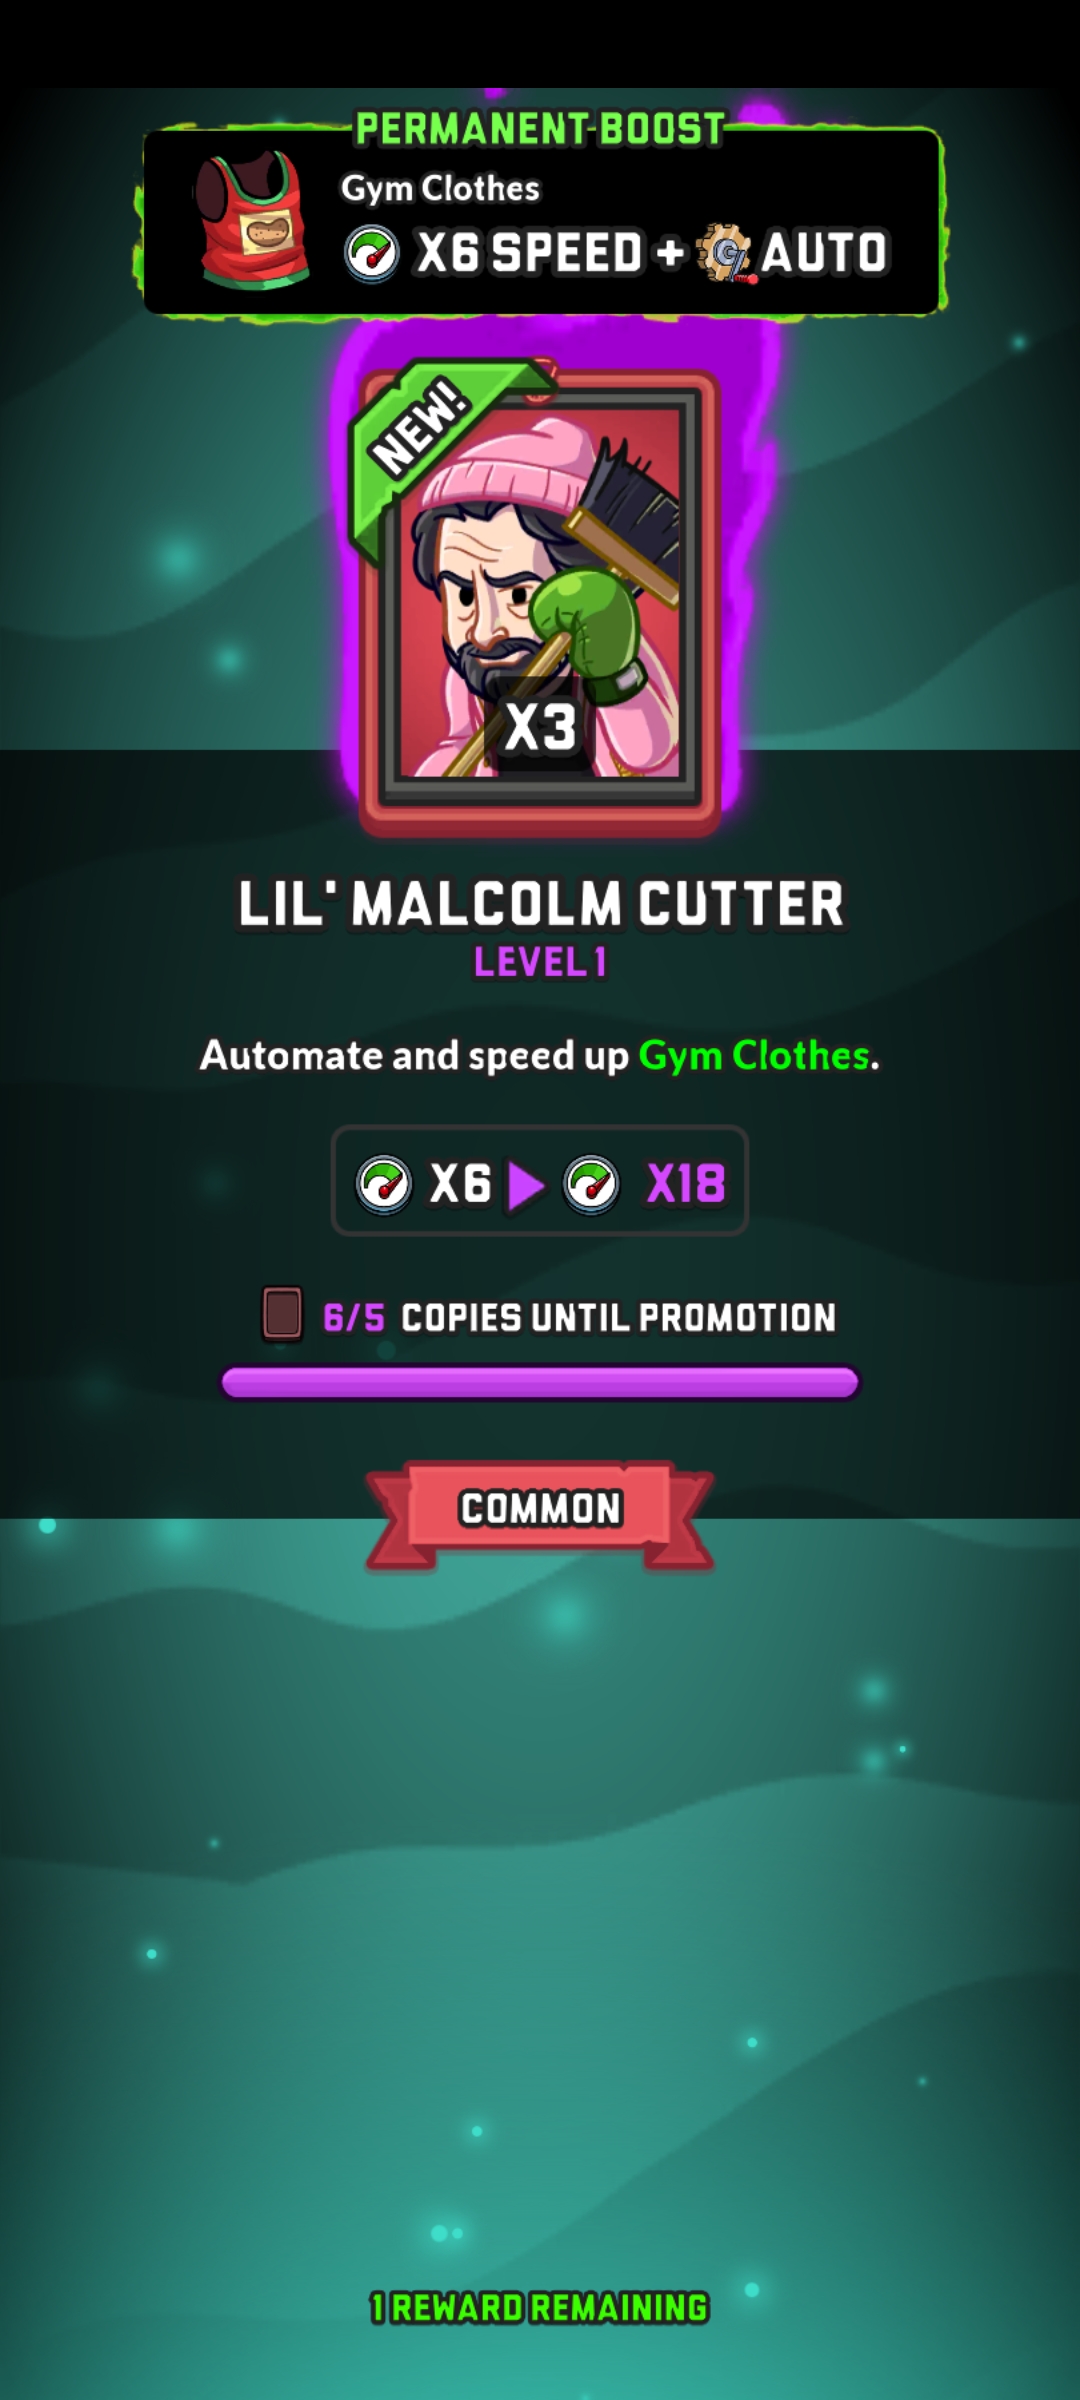 PERMANENT BOOST
Gym Clothes
X6 SPEED + AUTO
NEW!
X3
LIL' MALCOLM CUTTER
LEVEL 1
Automate and speed up Gym Clothes.
X6 X18
6/5 COPIES UNTIL PROMOTION
COMMON
1 REWARD REMAINING